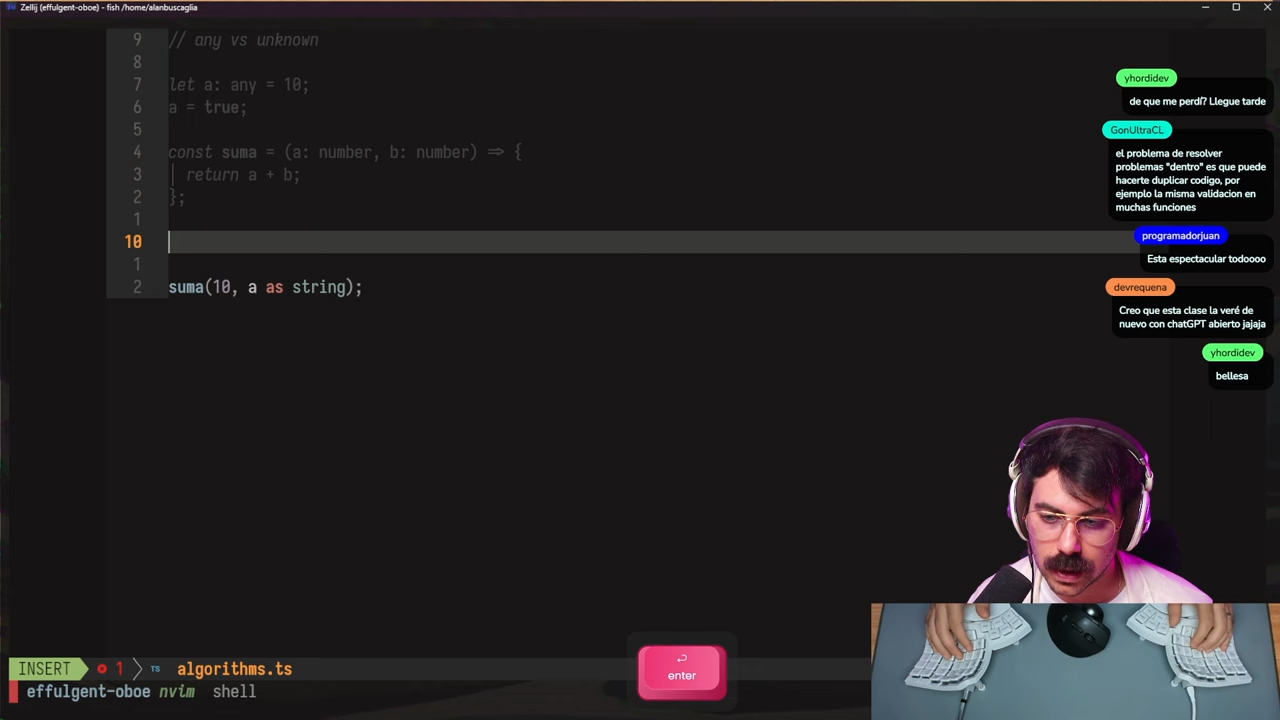 Zellij (effulgent-oboe) - fish /home/alanbuscaglia
9 // any vs unknown
8
7 let a: any = 10;
6 a = true;
5
4 const suma = (a: number, b: number) => {
3 return a + b;
2 };
1
10
1
2 suma(10, a as string);
yhordidev
de que me perdí? Llegue tarde
GonUltraCL
el problema de resolver
problemas "dentro" es que puede
hacerte duplicar codigo, por
ejemplo la misma validacion en
muchas funciones
programadorjuan
Esta espectacular todoooo
devrequena
Creo que esta clase la veré de
nuevo con chatGPT abierto jajaja
yhordidev
bellesa
enter
INSERT 1 TS algorithms.ts
effulgent-oboe nvim shell